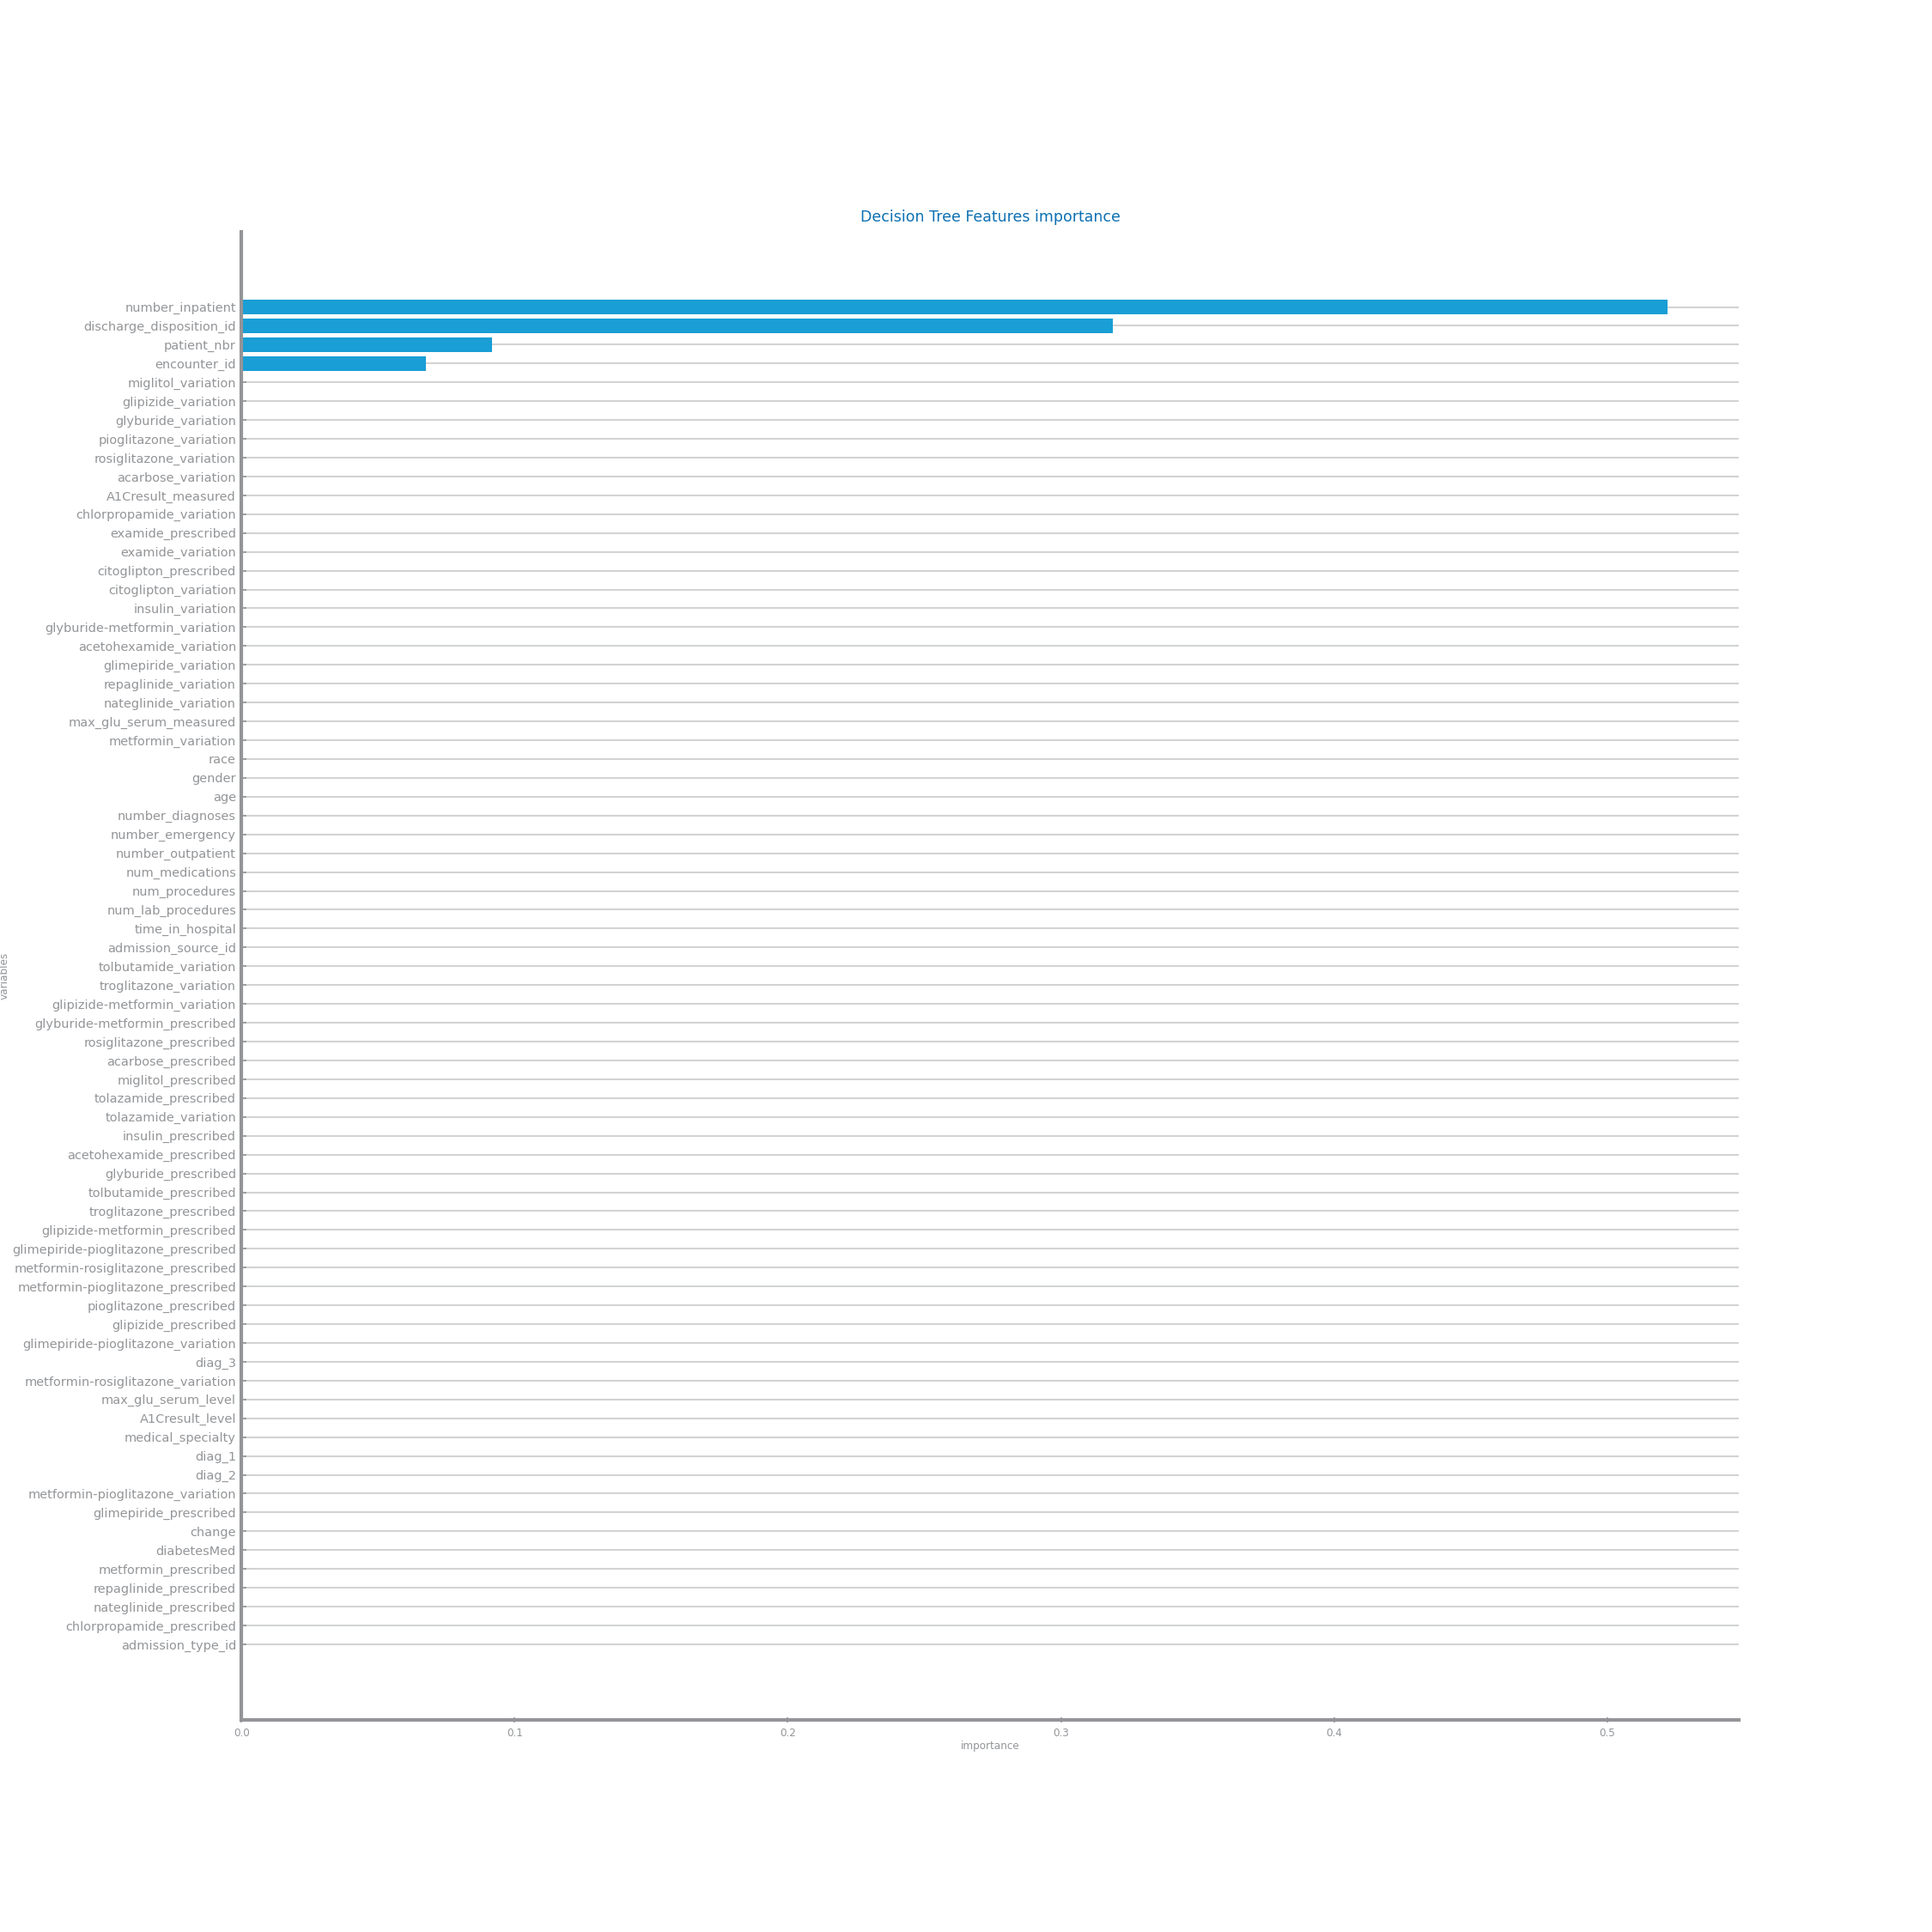 Decision Tree Features importance
number_inpatient
discharge_disposition_id
patient_nbr
encounter_id
miglitol_variation
glipizide_variation
glyburide_variation
pioglitazone_variation
rosiglitazone_variation
acarbose_variation
A1Cresult_measured
chlorpropamide_variation
examide_prescribed
examide_variation
citoglipton_prescribed
citoglipton_variation
insulin_variation
glyburide-metformin_variation
acetohexamide_variation
glimepiride_variation
repaglinide_variation
nateglinide_variation
max_glu_serum_measured
metformin_variation
race
gender
age
number_diagnoses
number_emergency
number_outpatient
num_medications
num_procedures
num_lab_procedures
time_in_hospital
admission_source_id
tolbutamide_variation
troglitazone_variation
glipizide-metformin_variation
glyburide-metformin_prescribed
rosiglitazone_prescribed
acarbose_prescribed
miglitol_prescribed
tolazamide_prescribed
tolazamide_variation
insulin_prescribed
acetohexamide_prescribed
glyburide_prescribed
tolbutamide_prescribed
troglitazone_prescribed
glipizide-metformin_prescribed
glimepiride-pioglitazone_prescribed
metformin-rosiglitazone_prescribed
metformin-pioglitazone_prescribed
pioglitazone_prescribed
glipizide_prescribed
glimepiride-pioglitazone_variation
diag_3
metformin-rosiglitazone_variation
max_glu_serum_level
A1Cresult_level
medical_specialty
diag_1
diag_2
metformin-pioglitazone_variation
glimepiride_prescribed
change
diabetesMed
metformin_prescribed
repaglinide_prescribed
nateglinide_prescribed
chlorpropamide_prescribed
admission_type_id
variables
0.0 0.1 0.2 0.3 0.4 0.5
importance